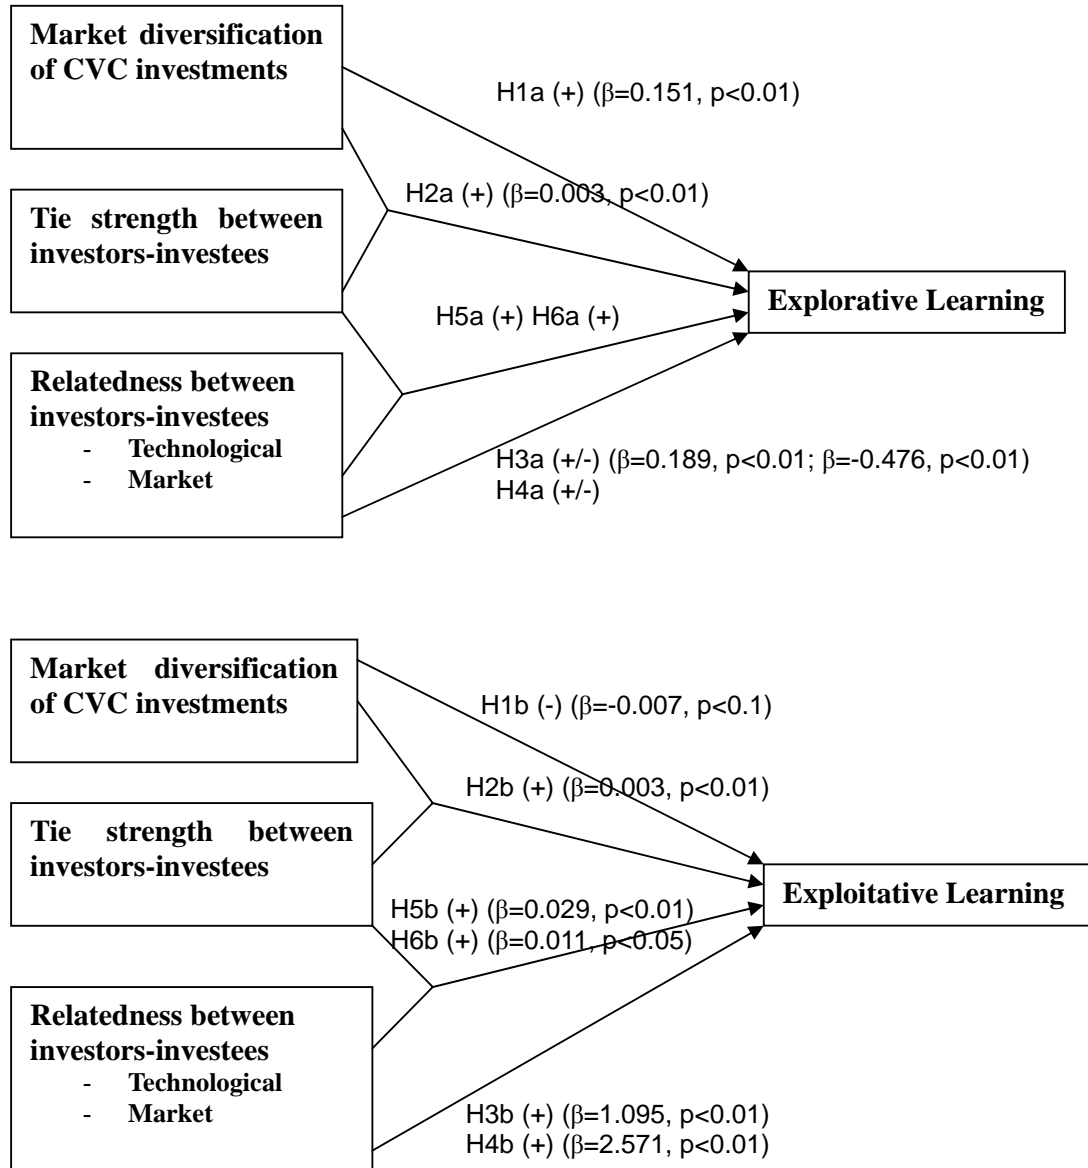 Market diversification
of CVC investments
H1a (+) (β=0.151, p<0.01)
H2a (+) (β=0.003, p<0.01)
Tie strength between
investors-investees
Explorative Learning
H5a (+) H6a (+)
Relatedness between
investors-investees
- Technological
- Market
H3a (+/-) (β=0.189, p<0.01; β=-0.476, p<0.01)
H4a (+/-)
Market diversification
of CVC investments
H1b (-) (β=-0.007, p<0.1)
H2b (+) (β=0.003, p<0.01)
Tie strength between
investors-investees
Exploitative Learning
H5b (+) (β=0.029, p<0.01)
H6b (+) (β=0.011, p<0.05)
Relatedness between
investors-investees
- Technological
- Market
H3b (+) (β=1.095, p<0.01)
H4b (+) (β=2.571, p<0.01)